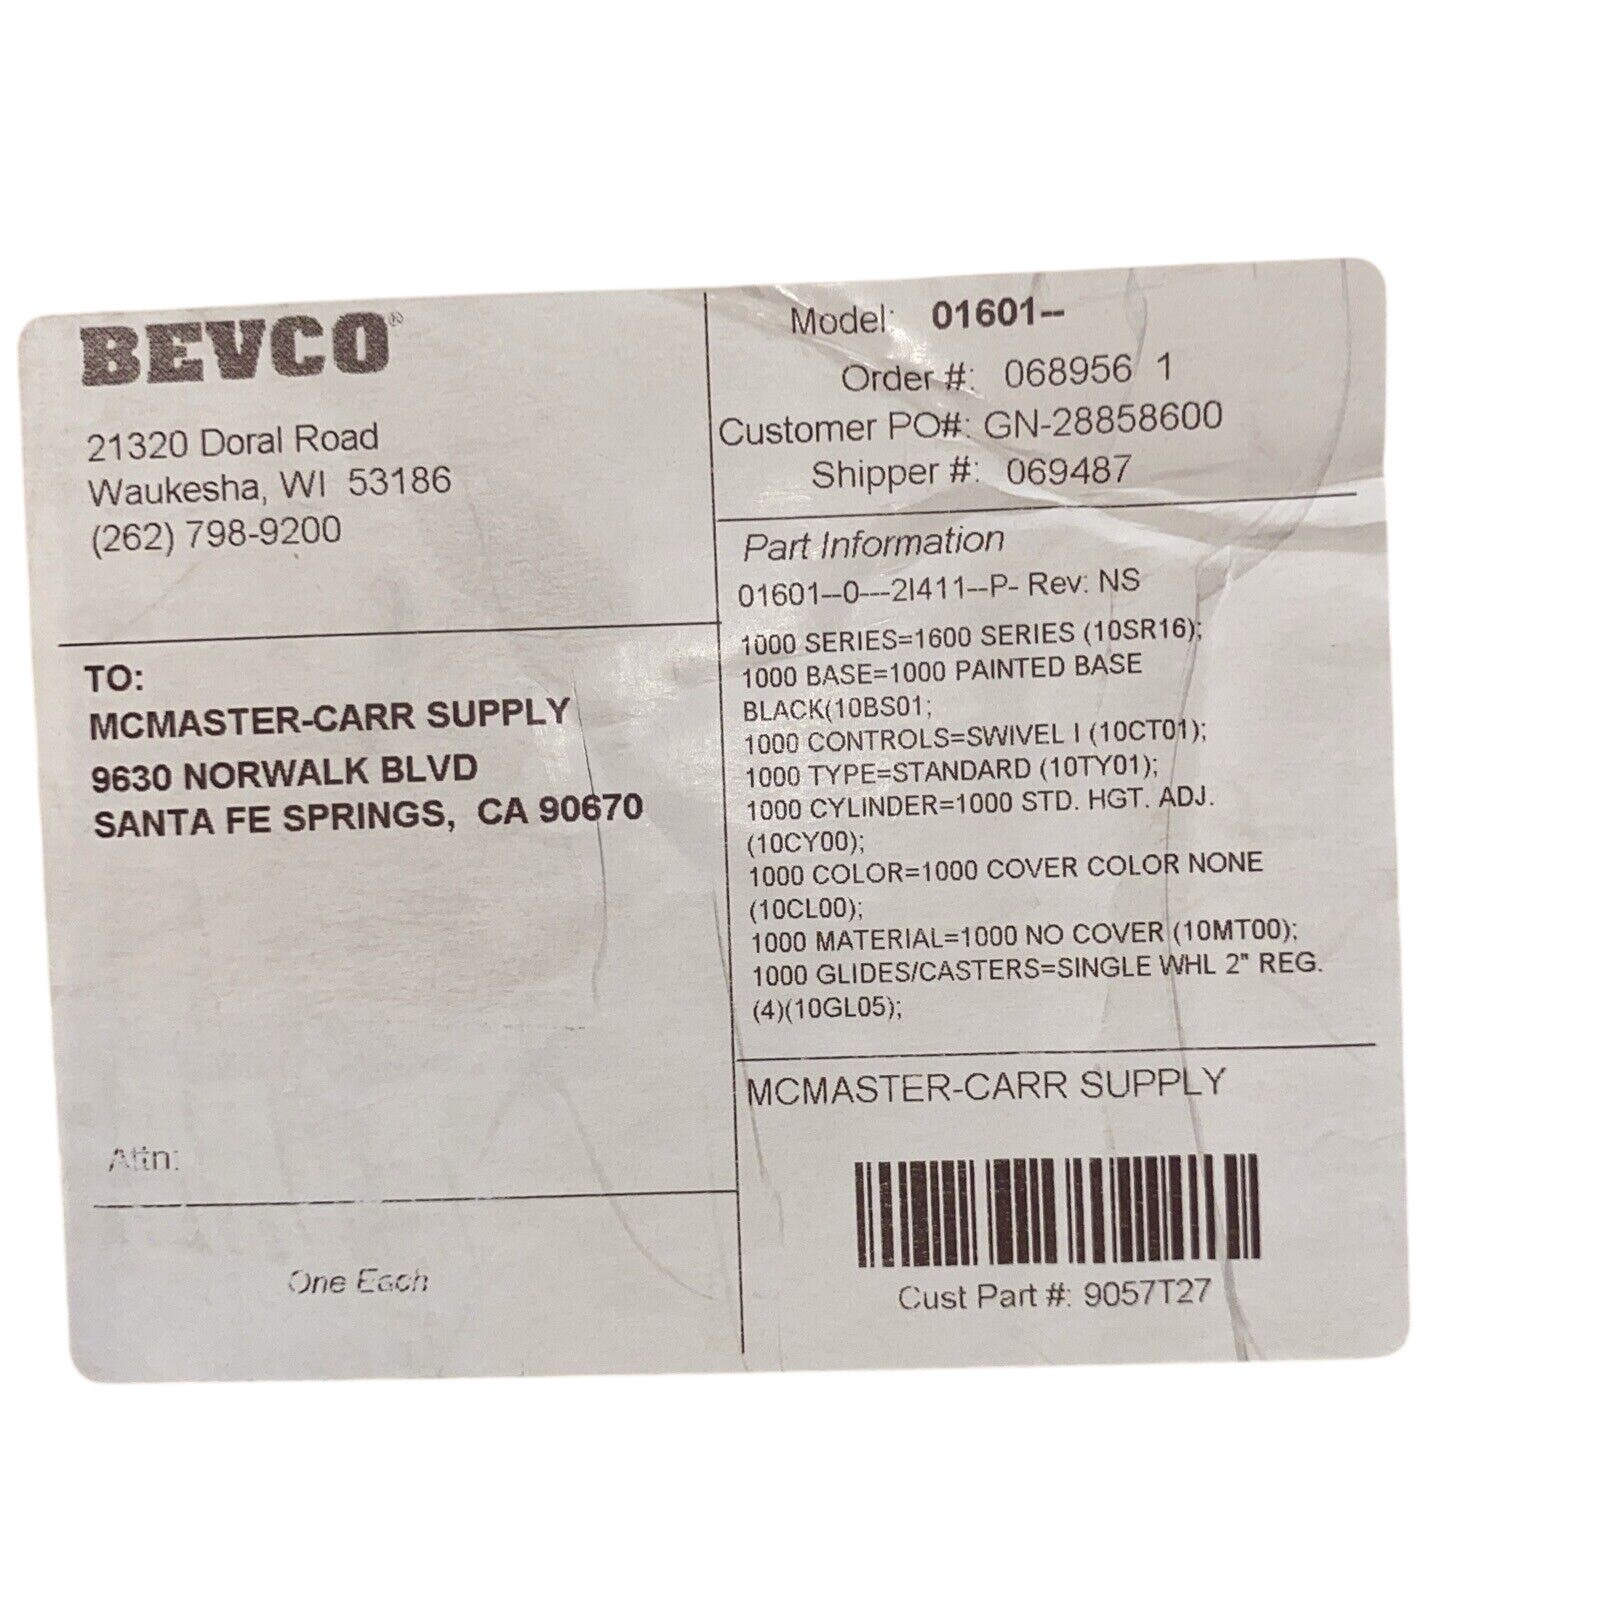 BEVCO®
21320 Doral Road
Waukesha, WI 53186
(262) 798-9200
TO:
MCMASTER-CARR SUPPLY
9630 NORWALK BLVD
SANTA FE SPRINGS, CA 90670
Attn:
One Each
Model: 01601--
Order #: 068956 1
Customer PO#: GN-28858600
Shipper #: 069487
Part Information
01601--0---2I411--P- Rev: NS
1000 SERIES=1600 SERIES (10SR16);
1000 BASE=1000 PAINTED BASE
BLACK(10BS01;
1000 CONTROLS=SWIVEL I (10CT01);
1000 TYPE=STANDARD (10TY01);
1000 CYLINDER=1000 STD. HGT. ADJ.
(10CY00);
1000 COLOR=1000 COVER COLOR NONE
(10CL00);
1000 MATERIAL=1000 NO COVER (10MT00);
1000 GLIDES/CASTERS=SINGLE WHL 2" REG.
(4)(10GL05);
MCMASTER-CARR SUPPLY
Cust Part #: 9057T27